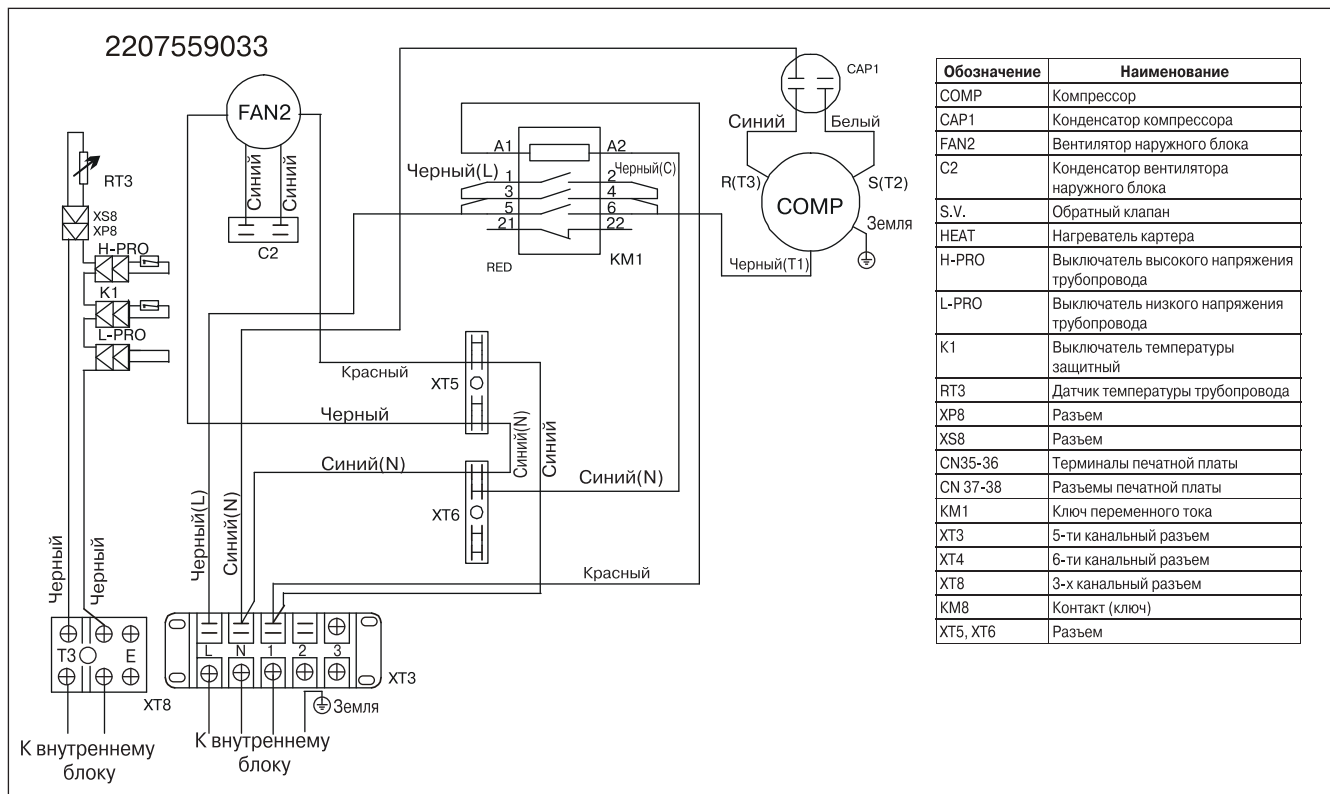 2207559033
FAN2
Синий
Синий
C2
RT3
XS8
XP8
H-PRO
K1
L-PRO
Черный
Черный
T3
E
XT8
К внутреннему
блоку
CAP1
Синий
Белый
R(T3)
S(T2)
COMP
Земля
Черный(T1)
A1
A2
Черный(L)
Черный(C)
1
2
3
4
5
6
21
22
RED
KM1
Красный
XT5
Черный
Синий(N)
Синий
Синий(N)
Синий(N)
XT6
Черный(L)
Синий(N)
Красный
L
N
1
2
3
XT3
Земля
К внутреннему
блоку
Обозначение Наименование
COMP Компрессор
CAP1 Конденсатор компрессора
FAN2 Вентилятор наружного блока
C2 Конденсатор вентилятора
наружного блока
S.V. Обратный клапан
HEAT Нагреватель картера
H-PRO Выключатель высокого напряжения
трубопровода
L-PRO Выключатель низкого напряжения
трубопровода
K1 Выключатель температуры
защитный
RT3 Датчик температуры трубопровода
XP8 Разъем
XS8 Разъем
CN35-36 Терминалы печатной платы
CN 37-38 Разъемы печатной платы
KM1 Ключ переменного тока
XT3 5-ти канальный разъем
XT4 6-ти канальный разъем
XT8 3-х канальный разъем
KM8 Контакт (ключ)
XT5, XT6 Разъем